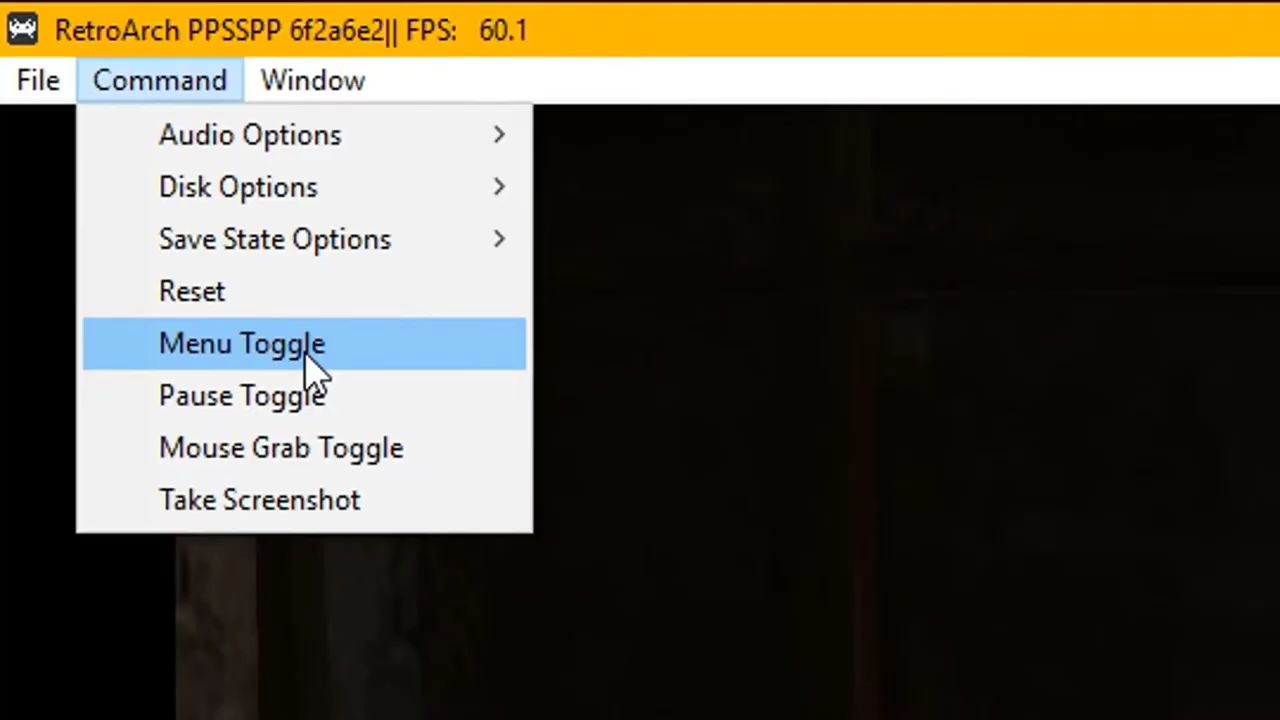 RetroArch PPSSPP 6f2a6e2|| FPS: 60.1
File Command Window
Audio Options
Disk Options
Save State Options
Reset
Menu Toggle
Pause Toggle
Mouse Grab Toggle
Take Screenshot